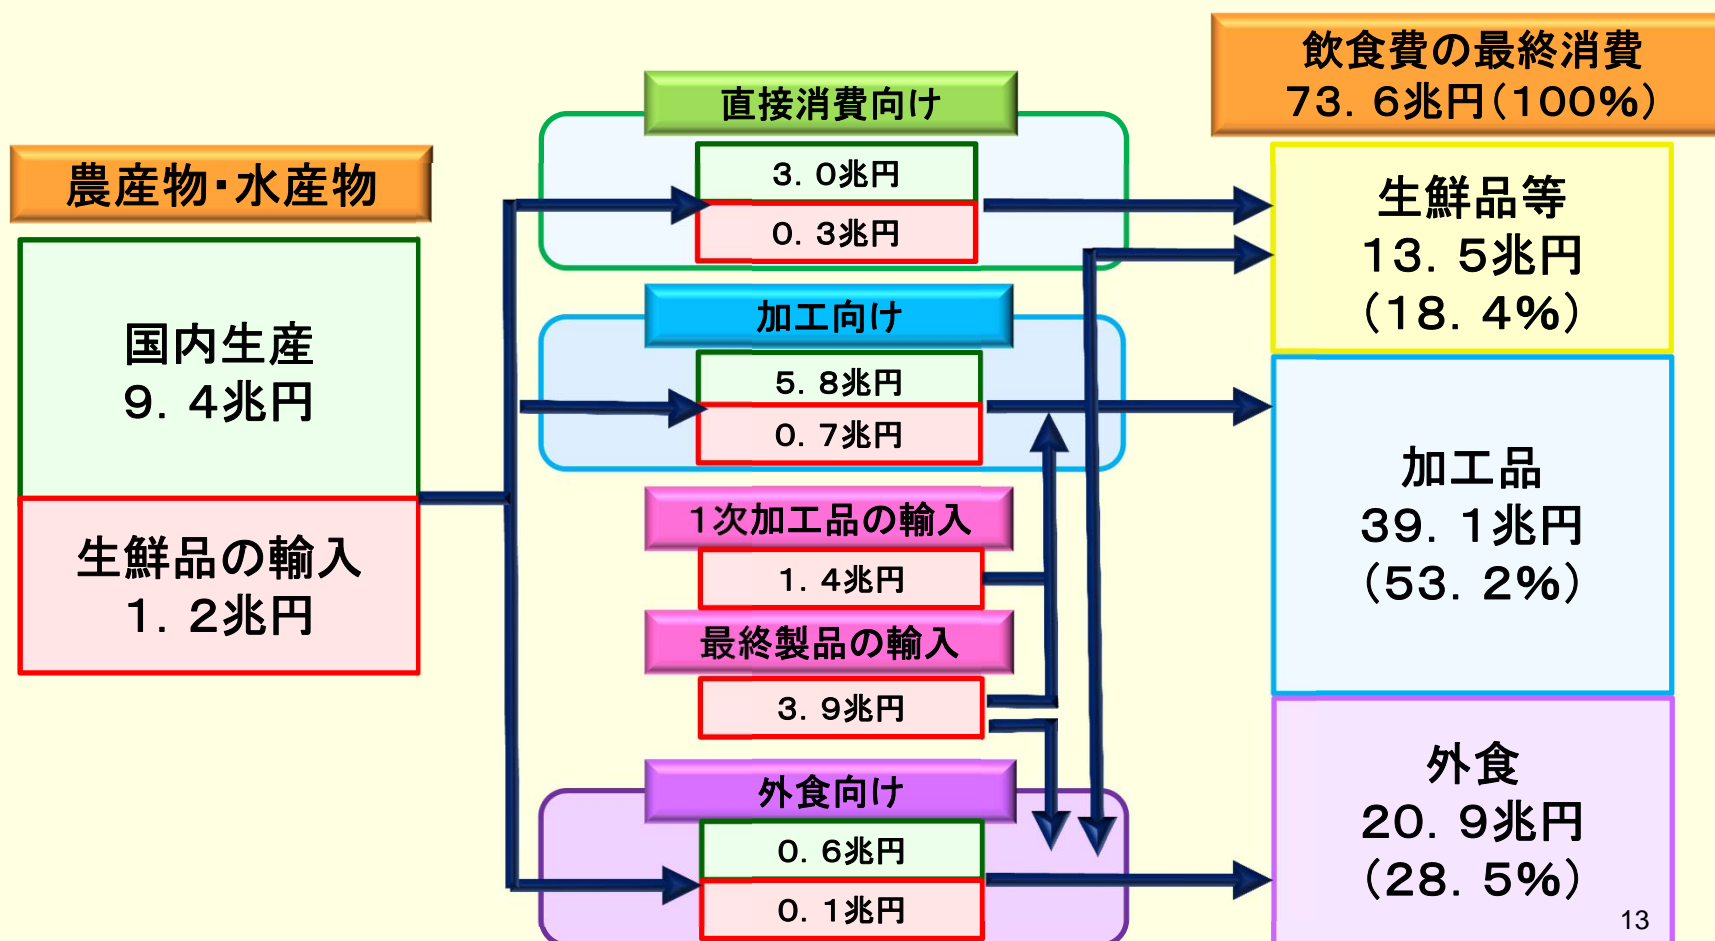 農産物・水産物
国内生産
９．４兆円
生鮮品の輸入
１．２兆円
直接消費向け
３．０兆円
０．３兆円
加工向け
５．８兆円
０．７兆円
１次加工品の輸入
１．４兆円
最終製品の輸入
３．９兆円
外食向け
０．６兆円
０．１兆円
飲食費の最終消費
７３．６兆円（１００％）
生鮮品等
１３．５兆円
（１８．４％）
加工品
３９．１兆円
（５３．２％）
外食
２０．９兆円
（２８．５％）
13